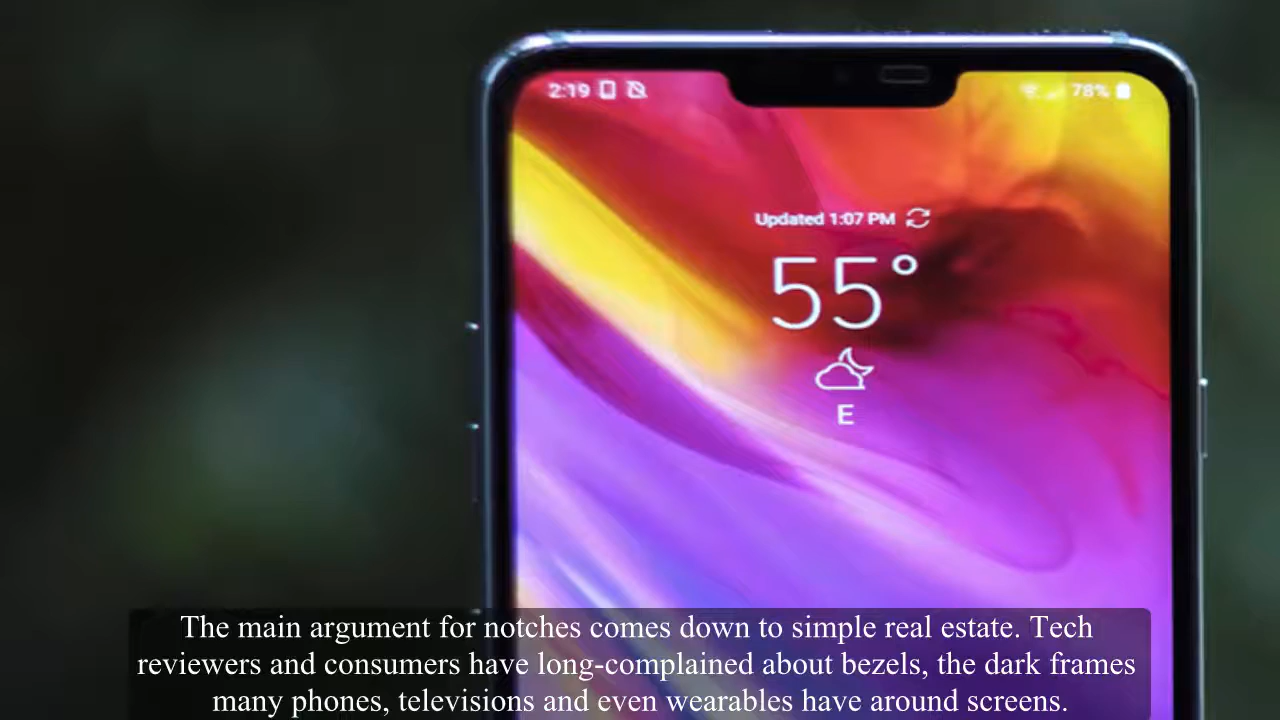 2:19 78%
Updated 1:07 PM
55°
E
The main argument for notches comes down to simple real estate. Tech
reviewers and consumers have long-complained about bezels, the dark frames
many phones, televisions and even wearables have around screens.